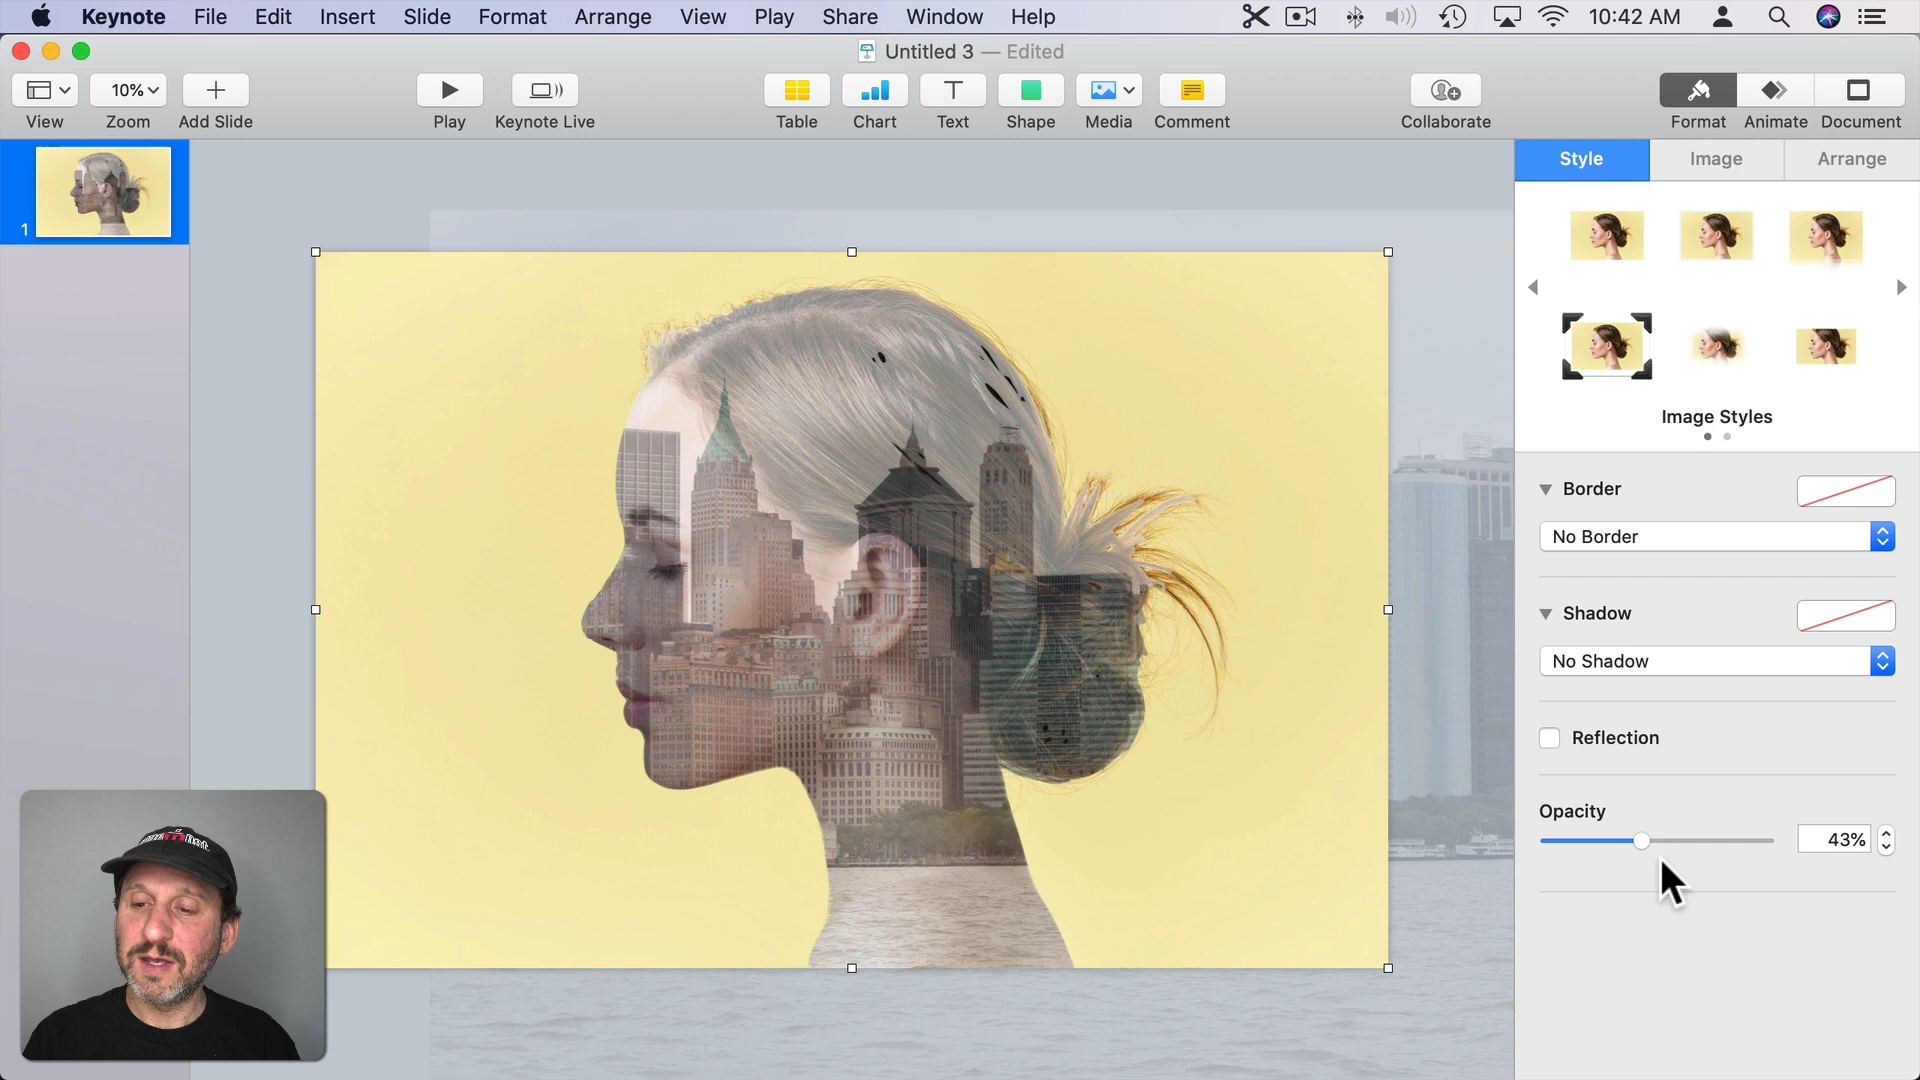 Keynote File Edit Insert Slide Format Arrange View Play Share Window Help 10:42 AM
Untitled 3 — Edited
10%
View Zoom Add Slide Play Keynote Live Table Chart Text Shape Media Comment Collaborate Format Animate Document
Style Image Arrange
1
Image Styles
Border
No Border
Shadow
No Shadow
Reflection
Opacity
43%